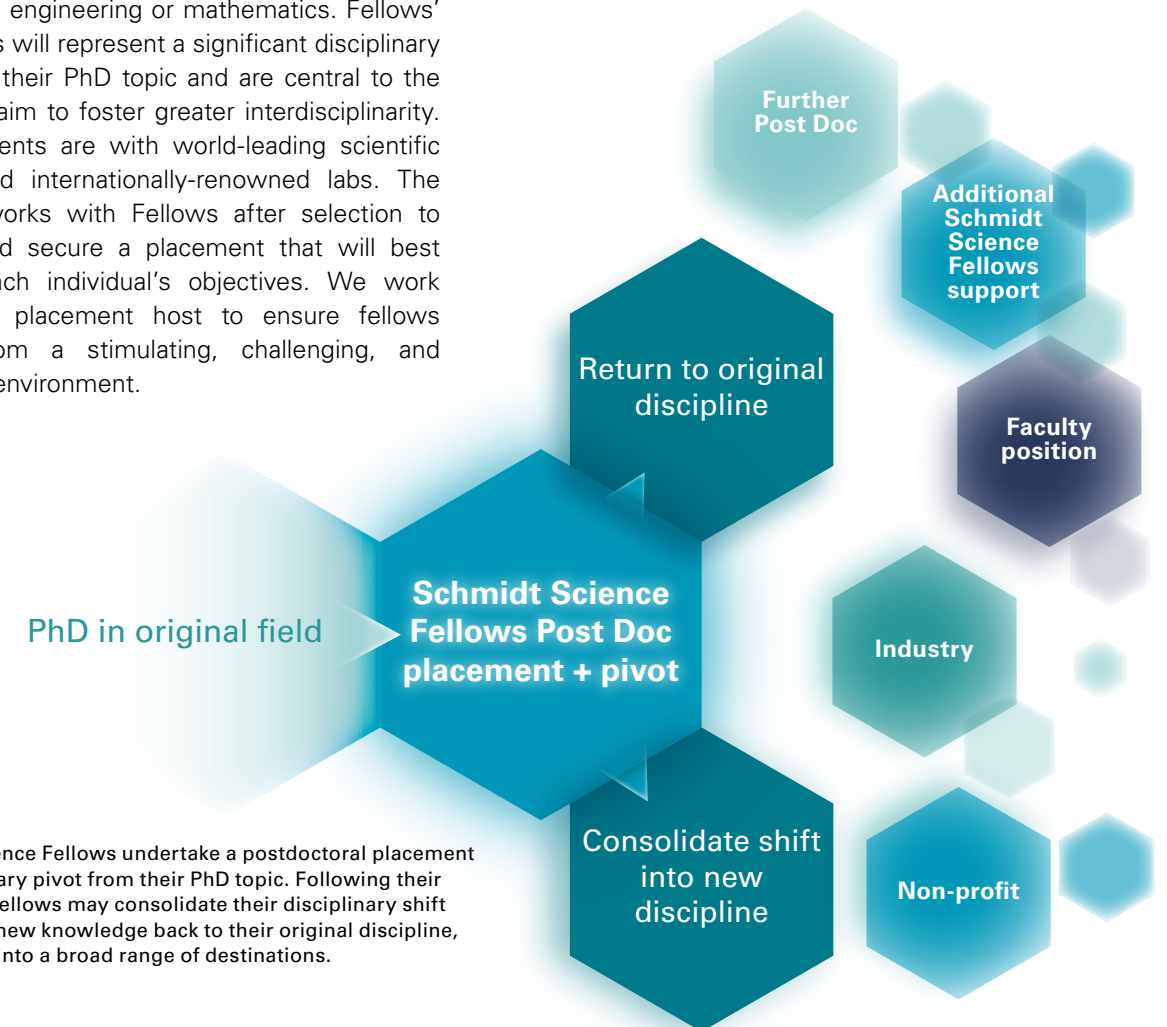 engineering or mathematics. Fellows’
s will represent a significant disciplinary
their PhD topic and are central to the
aim to foster greater interdisciplinarity.
ents are with world-leading scientific
d internationally-renowned labs. The
works with Fellows after selection to
d secure a placement that will best
ach individual’s objectives. We work
placement host to ensure fellows
om a stimulating, challenging, and
environment.
Further
Post Doc
Additional
Schmidt
Science
Fellows
support
Return to original
discipline
Faculty
position
PhD in original field
Schmidt Science
Fellows Post Doc
placement + pivot
Industry
Consolidate shift
into new
discipline
Non-profit
ence Fellows undertake a postdoctoral placement
ary pivot from their PhD topic. Following their
ellows may consolidate their disciplinary shift
new knowledge back to their original discipline,
into a broad range of destinations.